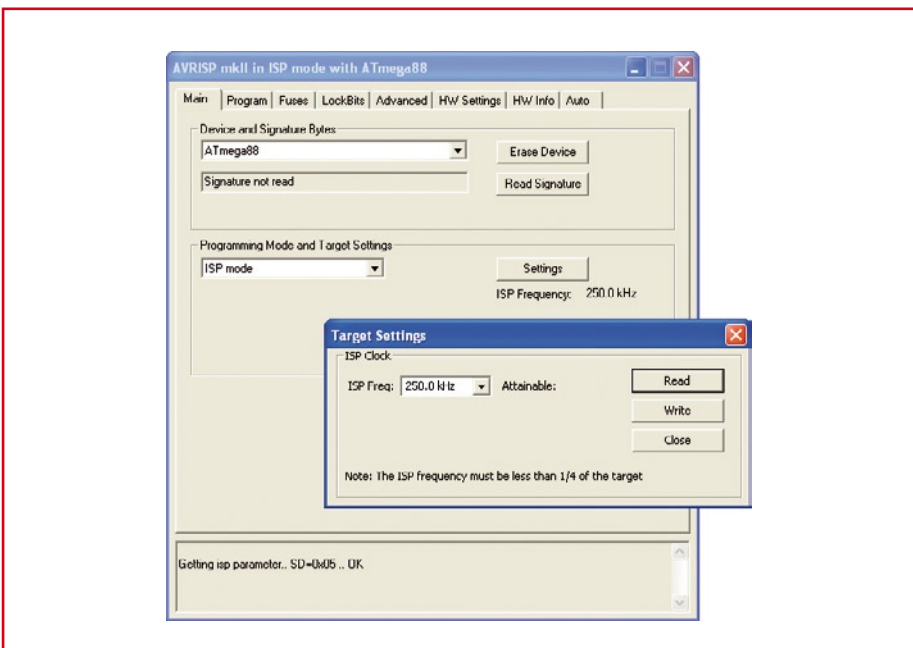 AVRISP mkII in ISP mode with ATmega88
Main Program Fuses LockBits Advanced HW Settings HW Info Auto
Device and Signature Bytes
ATmega88 Erase Device
Signature not read Read Signature
Programming Mode and Target Settings
ISP mode Settings
ISP Frequency: 250.0 kHz
Target Settings
ISP Clock
ISP Freq: 250.0 kHz Attainable: Read
Write
Close
Note: The ISP frequency must be less than 1/4 of the target
Getting isp parameter.. SD=0x05 .. OK